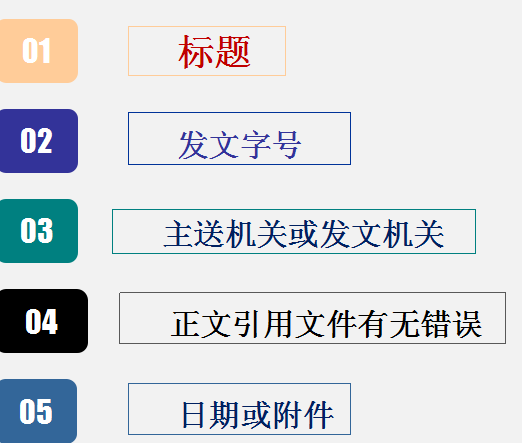 01 标题
02 发文字号
03 主送机关或发文机关
04 正文引用文件有无错误
05 日期或附件